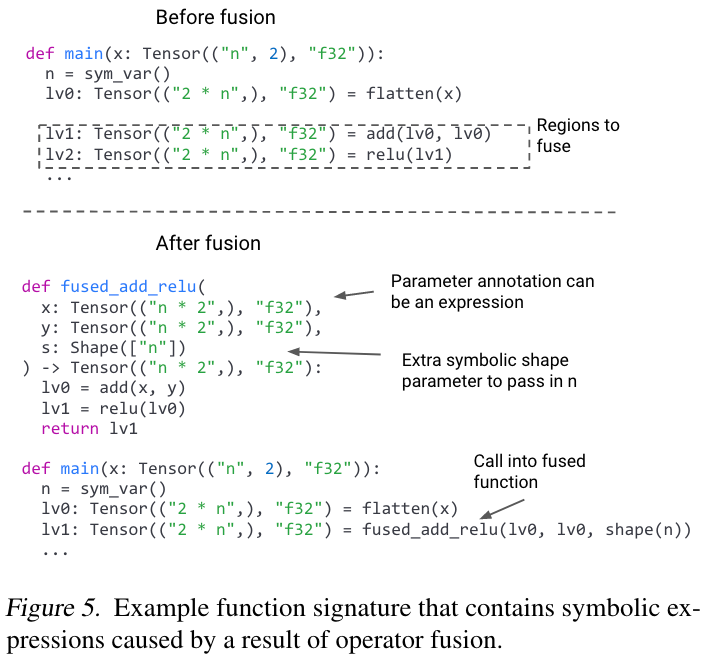 Before fusion
def main(x: Tensor(("n", 2), "f32")):
n = sym_var()
lv0: Tensor(("2 * n",), "f32") = flatten(x)
lv1: Tensor(("2 * n",), "f32") = add(lv0, lv0)
lv2: Tensor(("2 * n",), "f32") = relu(lv1)
...
Regions to
fuse
After fusion
def fused_add_relu(
x: Tensor(("n * 2",), "f32"),
y: Tensor(("n * 2",), "f32"),
s: Shape(["n"])
) -> Tensor(("n * 2",), "f32"):
lv0 = add(x, y)
lv1 = relu(lv0)
return lv1
Parameter annotation can
be an expression
Extra symbolic shape
parameter to pass in n
def main(x: Tensor(("n", 2), "f32")):
n = sym_var()
lv0: Tensor(("2 * n",), "f32") = flatten(x)
lv1: Tensor(("2 * n",), "f32") = fused_add_relu(lv0, lv0, shape(n))
...
Call into fused
function
Figure 5. Example function signature that contains symbolic ex-
pressions caused by a result of operator fusion.